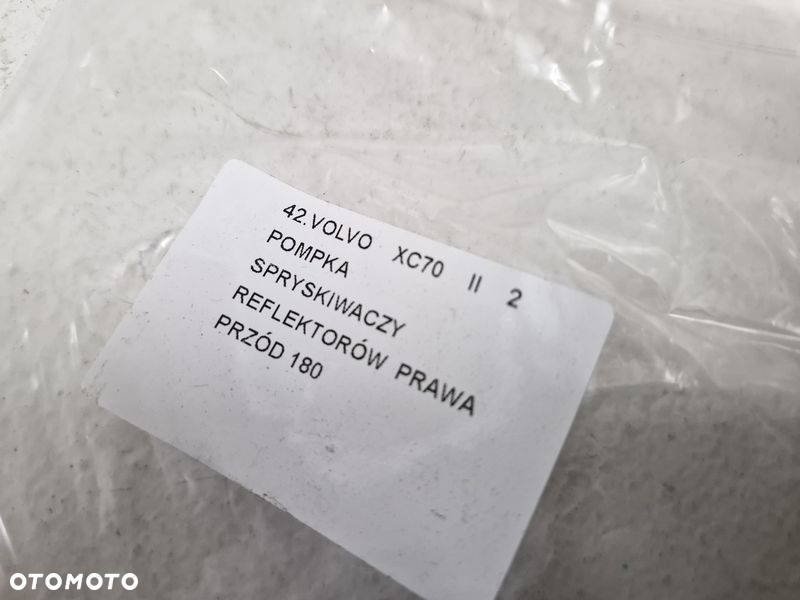 42.VOLVO XC70 II 2
POMPKA
SPRYSKIWACZY
REFLEKTORÓW PRAWA
PRZÓD 180
OTOMOTO